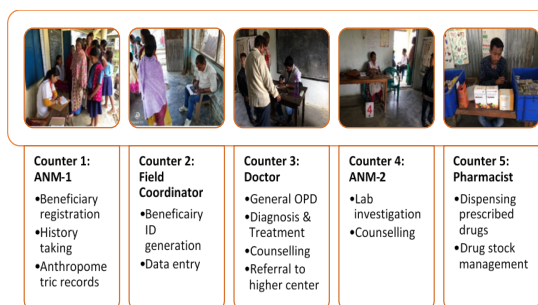 4
Counter 1:
ANM-1
•Beneficiary
registration
•History
taking
•Anthropome
tric records
Counter 2:
Field
Coordinator
•Beneficairy
ID
generation
•Data entry
Counter 3:
Doctor
•General OPD
•Diagnosis &
Treatment
•Counselling
•Referral to
higher center
Counter 4:
ANM-2
•Lab
investigation
•Counselling
Counter 5:
Pharmacist
•Dispensing
prescribed
drugs
•Drug stock
management